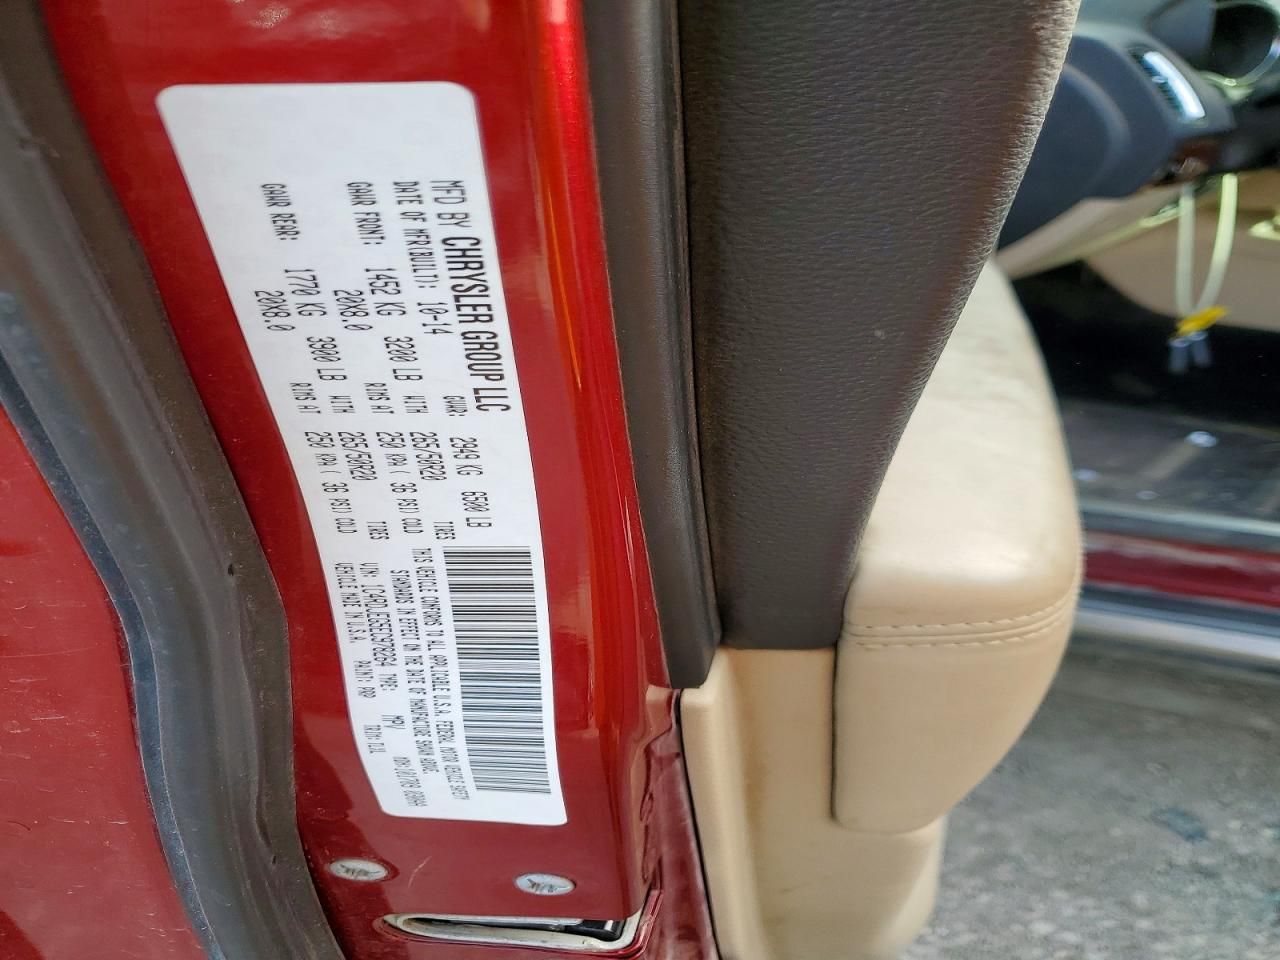 MFD BY CHRYSLER GROUP LLC
DATE OF MFR(BUILT): 10-14 GVWR: 2949 KG 6500 LB
GAWR FRONT: 1452 KG 3200 LB WITH 265/50R20 TIRES
20X8.0 RIMS AT 250 KPA ( 36 PSI) COLD
GAWR REAR: 1770 KG 3900 LB WITH 265/50R20 TIRES
20X8.0 RIMS AT 250 KPA ( 36 PSI) COLD
THIS VEHICLE CONFORMS TO ALL APPLICABLE U.S.A. FEDERAL MOTOR VEHICLE SAFETY
STANDARDS IN EFFECT ON THE DATE OF MANUFACTURE SHOWN ABOVE.
VIN: TYPE: MPV
VEHICLE MADE IN U.S.A. PAINT: TRIM: